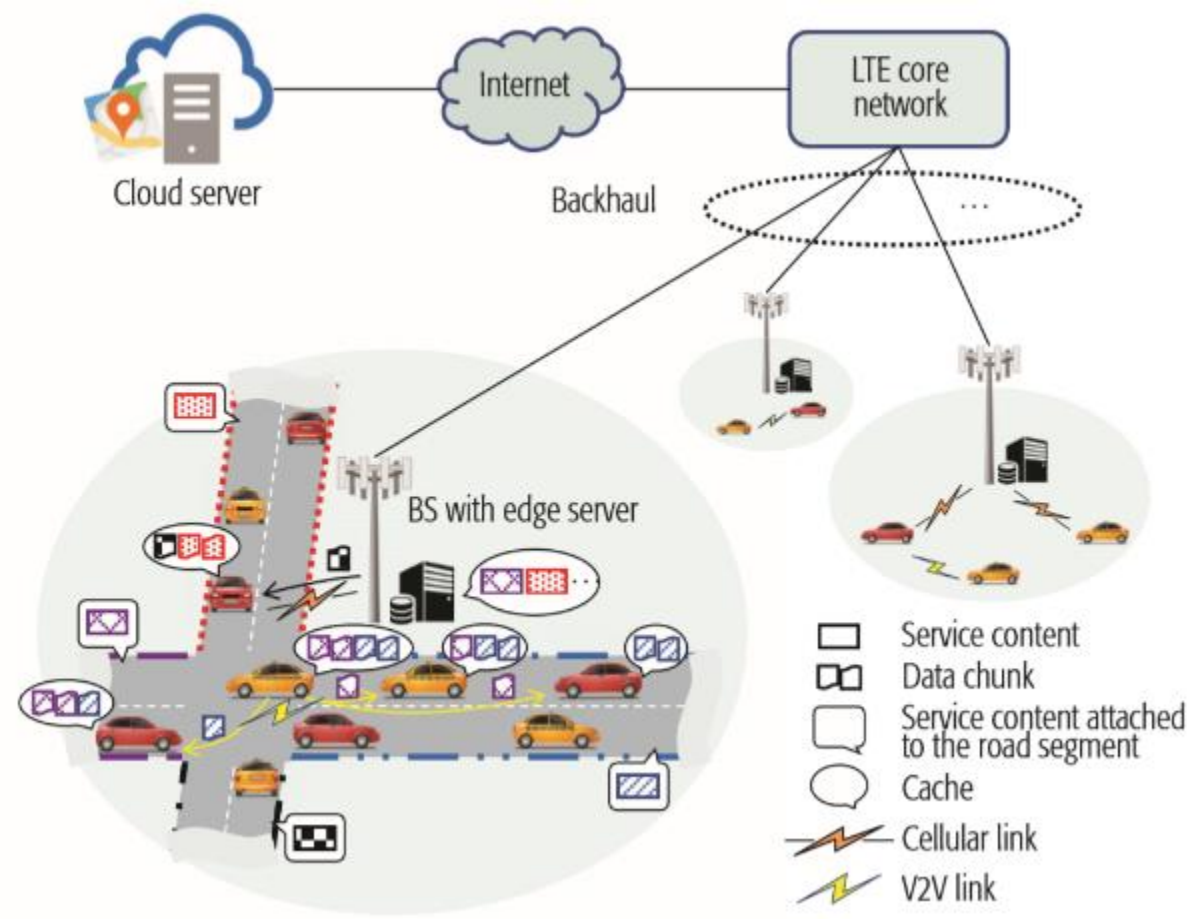 Internet
LTE core
network
Cloud server
Backhaul
...
BS with edge server
...
Service content
Data chunk
Service content attached
to the road segment
Cache
Cellular link
V2V link